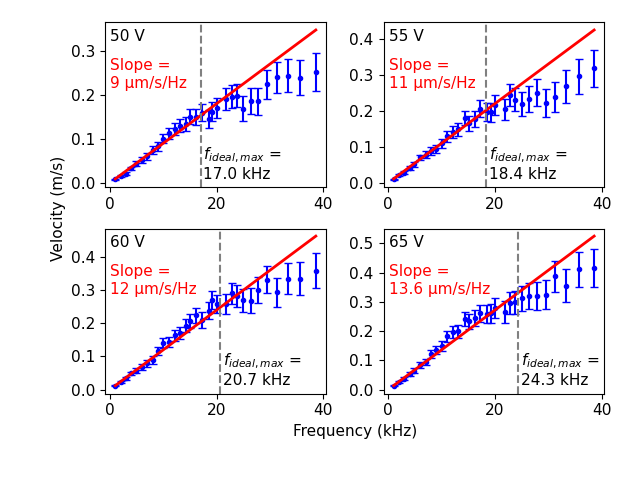 50 V
Slope =
9 μm/s/Hz
f_ideal,max =
17.0 kHz
0.3
0.2
0.1
0.0
0
20
40
55 V
Slope =
11 μm/s/Hz
f_ideal,max =
18.4 kHz
0.4
0.3
0.2
0.1
0.0
0
20
40
Velocity (m/s)
60 V
Slope =
12 μm/s/Hz
f_ideal,max =
20.7 kHz
0.4
0.3
0.2
0.1
0.0
0
20
40
65 V
Slope =
13.6 μm/s/Hz
f_ideal,max =
24.3 kHz
0.5
0.4
0.3
0.2
0.1
0.0
0
20
40
Frequency (kHz)